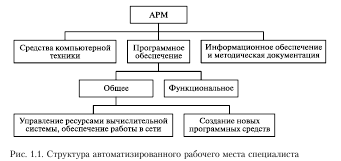 АРМ
Средства компьютерной
техники
Программное
обеспечение
Информационное обеспечение
и методическая документация
Общее
Функциональное
Управление ресурсами вычислительной
системы, обеспечение работы в сети
Создание новых
программных средств
Рис. 1.1. Структура автоматизированного рабочего места специалиста